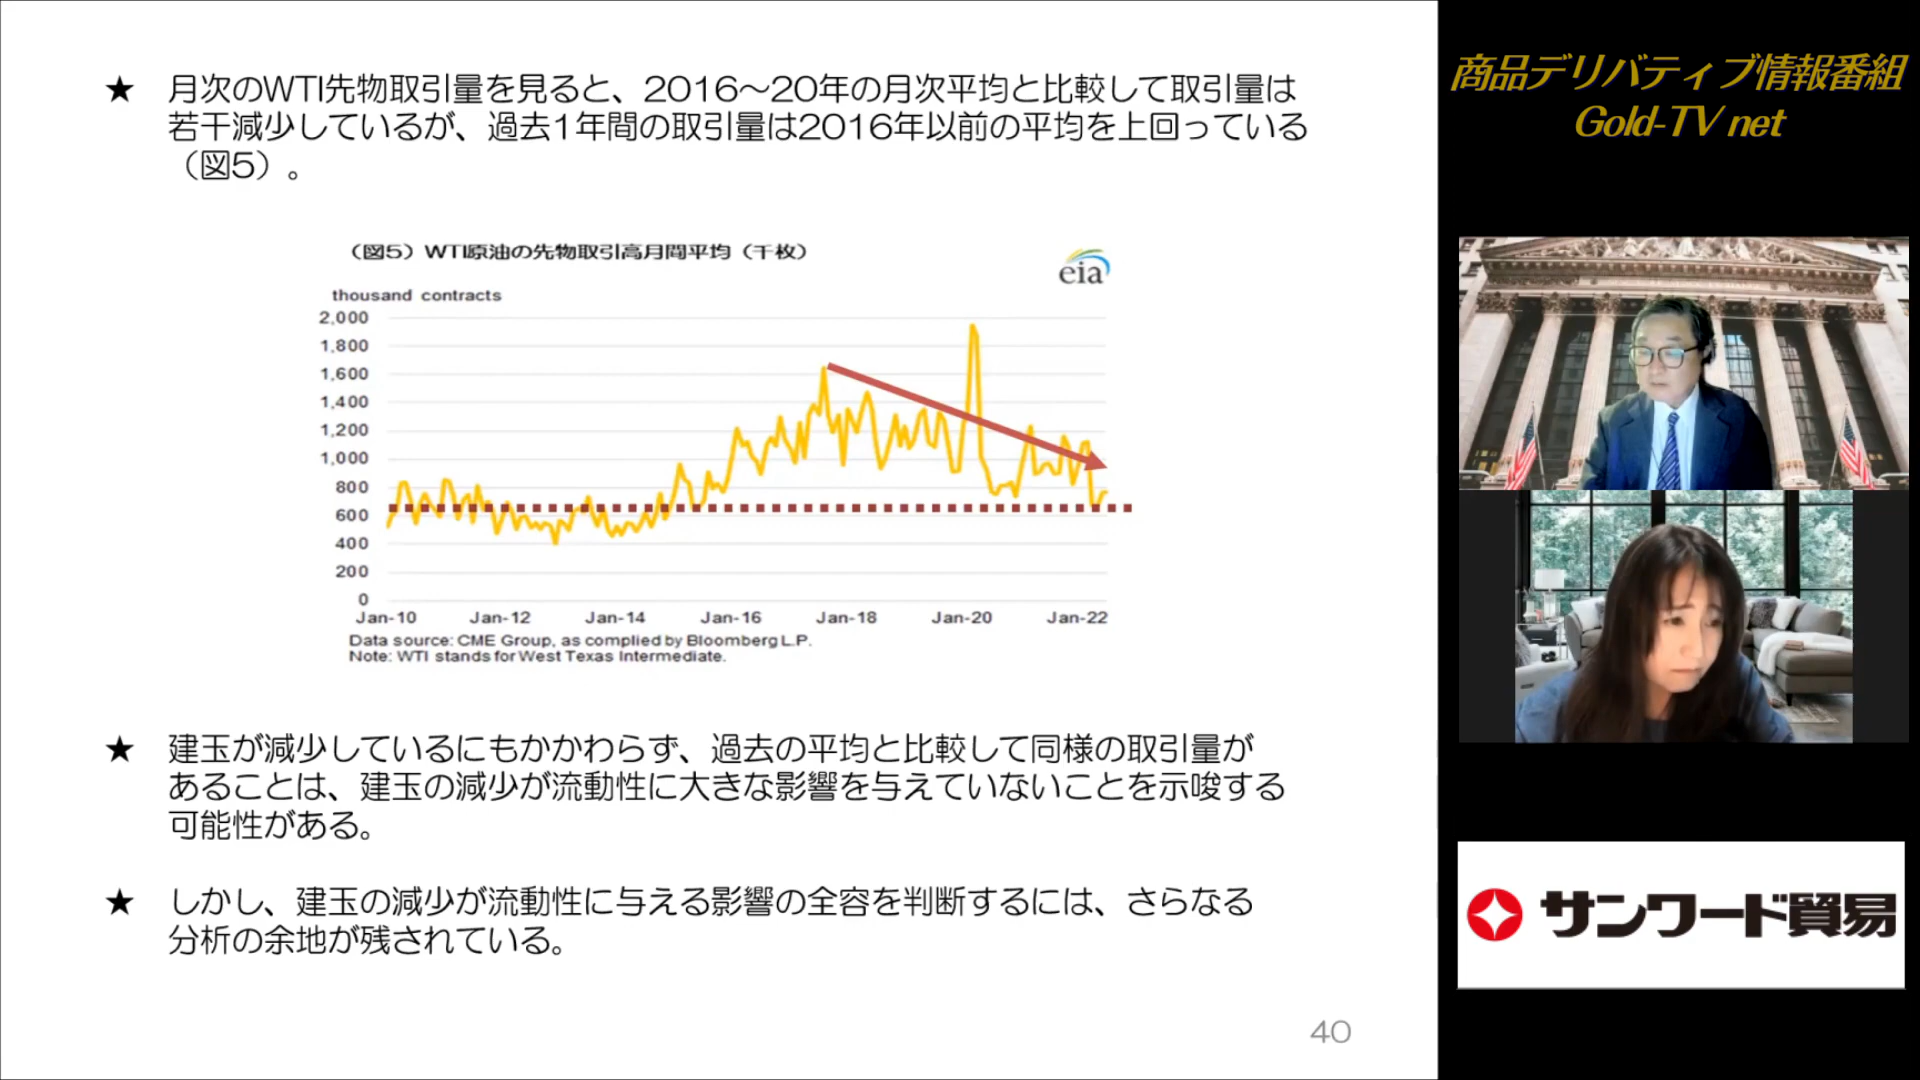 ★ 月次のWTI先物取引量を見ると、2016～20年の月次平均と比較して取引量は
若干減少しているが、過去1年間の取引量は2016年以前の平均を上回っている
（図5）。
（図5）WTI原油の先物取引高月間平均（千枚）
eia
thousand contracts
2,000
1,800
1,600
1,400
1,200
1,000
800
600
400
200
0
Jan-10 Jan-12 Jan-14 Jan-16 Jan-18 Jan-20 Jan-22
Data source: CME Group, as complied by Bloomberg L.P.
Note: WTI stands for West Texas Intermediate.
★ 建玉が減少しているにもかかわらず、過去の平均と比較して同様の取引量が
あることは、建玉の減少が流動性に大きな影響を与えていないことを示唆する
可能性がある。
★ しかし、建玉の減少が流動性に与える影響の全容を判断するには、さらなる
分析の余地が残されている。
40
商品デリバティブ情報番組
Gold-TV net
サンワード貿易